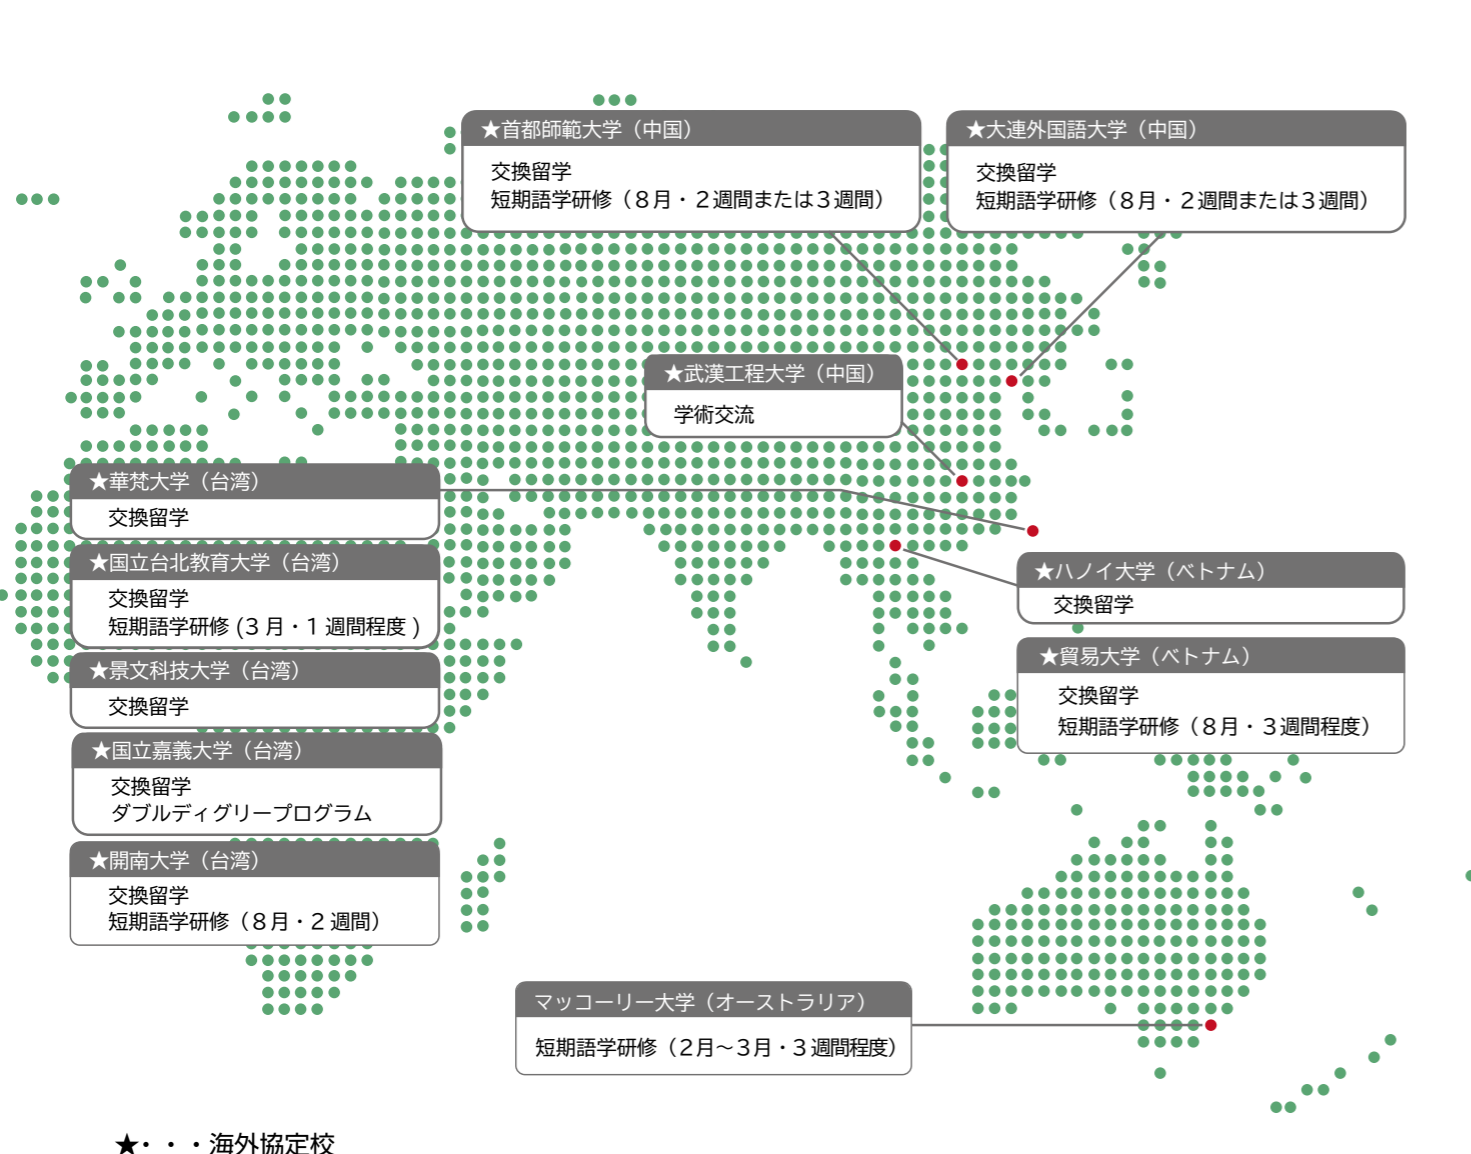 ★首都師範大学（中国）
交換留学
短期語学研修（８月・２週間または３週間）
★大連外国語大学（中国）
交換留学
短期語学研修（８月・２週間または３週間）
★武漢工程大学（中国）
学術交流
★華梵大学（台湾）
交換留学
★国立台北教育大学（台湾）
交換留学
短期語学研修 (３月・１週間程度 )
★景文科技大学（台湾）
交換留学
★国立嘉義大学（台湾）
交換留学
ダブルディグリープログラム
★開南大学（台湾）
交換留学
短期語学研修（８月・２週間）
★ハノイ大学（ベトナム）
交換留学
★貿易大学（ベトナム）
交換留学
短期語学研修（８月・３週間程度）
マッコーリー大学（オーストラリア）
短期語学研修（２月〜３月・３週間程度）
★・・・海外協定校